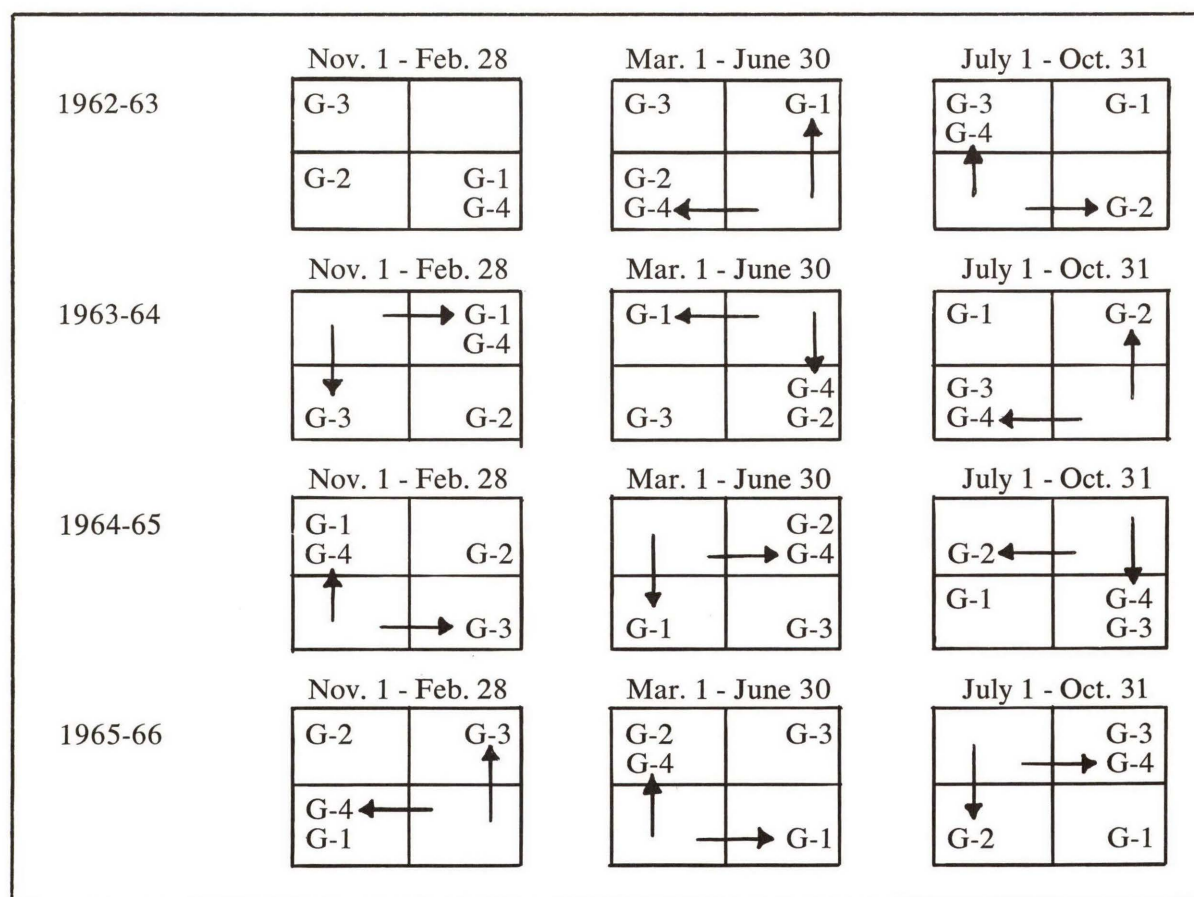 Nov. 1 - Feb. 28 Mar. 1 - June 30 July 1 - Oct. 31
1962-63 G-3 G-3 G-1 G-3 G-1
G-4
G-2 G-1 G-2
G-4 G-4 G-2
Nov. 1 - Feb. 28 Mar. 1 - June 30 July 1 - Oct. 31
1963-64 G-1 G-1 G-1 G-2
G-4
G-4 G-3
G-3 G-2 G-3 G-2 G-4
Nov. 1 - Feb. 28 Mar. 1 - June 30 July 1 - Oct. 31
1964-65 G-1 G-2
G-4 G-2 G-4 G-2
G-1 G-4
G-3 G-1 G-3 G-3
Nov. 1 - Feb. 28 Mar. 1 - June 30 July 1 - Oct. 31
1965-66 G-2 G-3 G-2 G-3 G-3
G-4 G-4
G-4
G-1 G-1 G-2 G-1